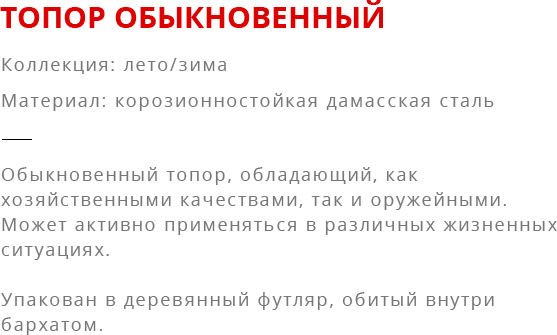 ТОПОР ОБЫКНОВЕННЫЙ
Коллекция: лето/зима
Материал: корозионностойкая дамасская сталь
Обыкновенный топор, обладающий, как
хозяйственными качествами, так и оружейными.
Может активно применяться в различных жизненных
ситуациях.
Упакован в деревянный футляр, обитый внутри
бархатом.